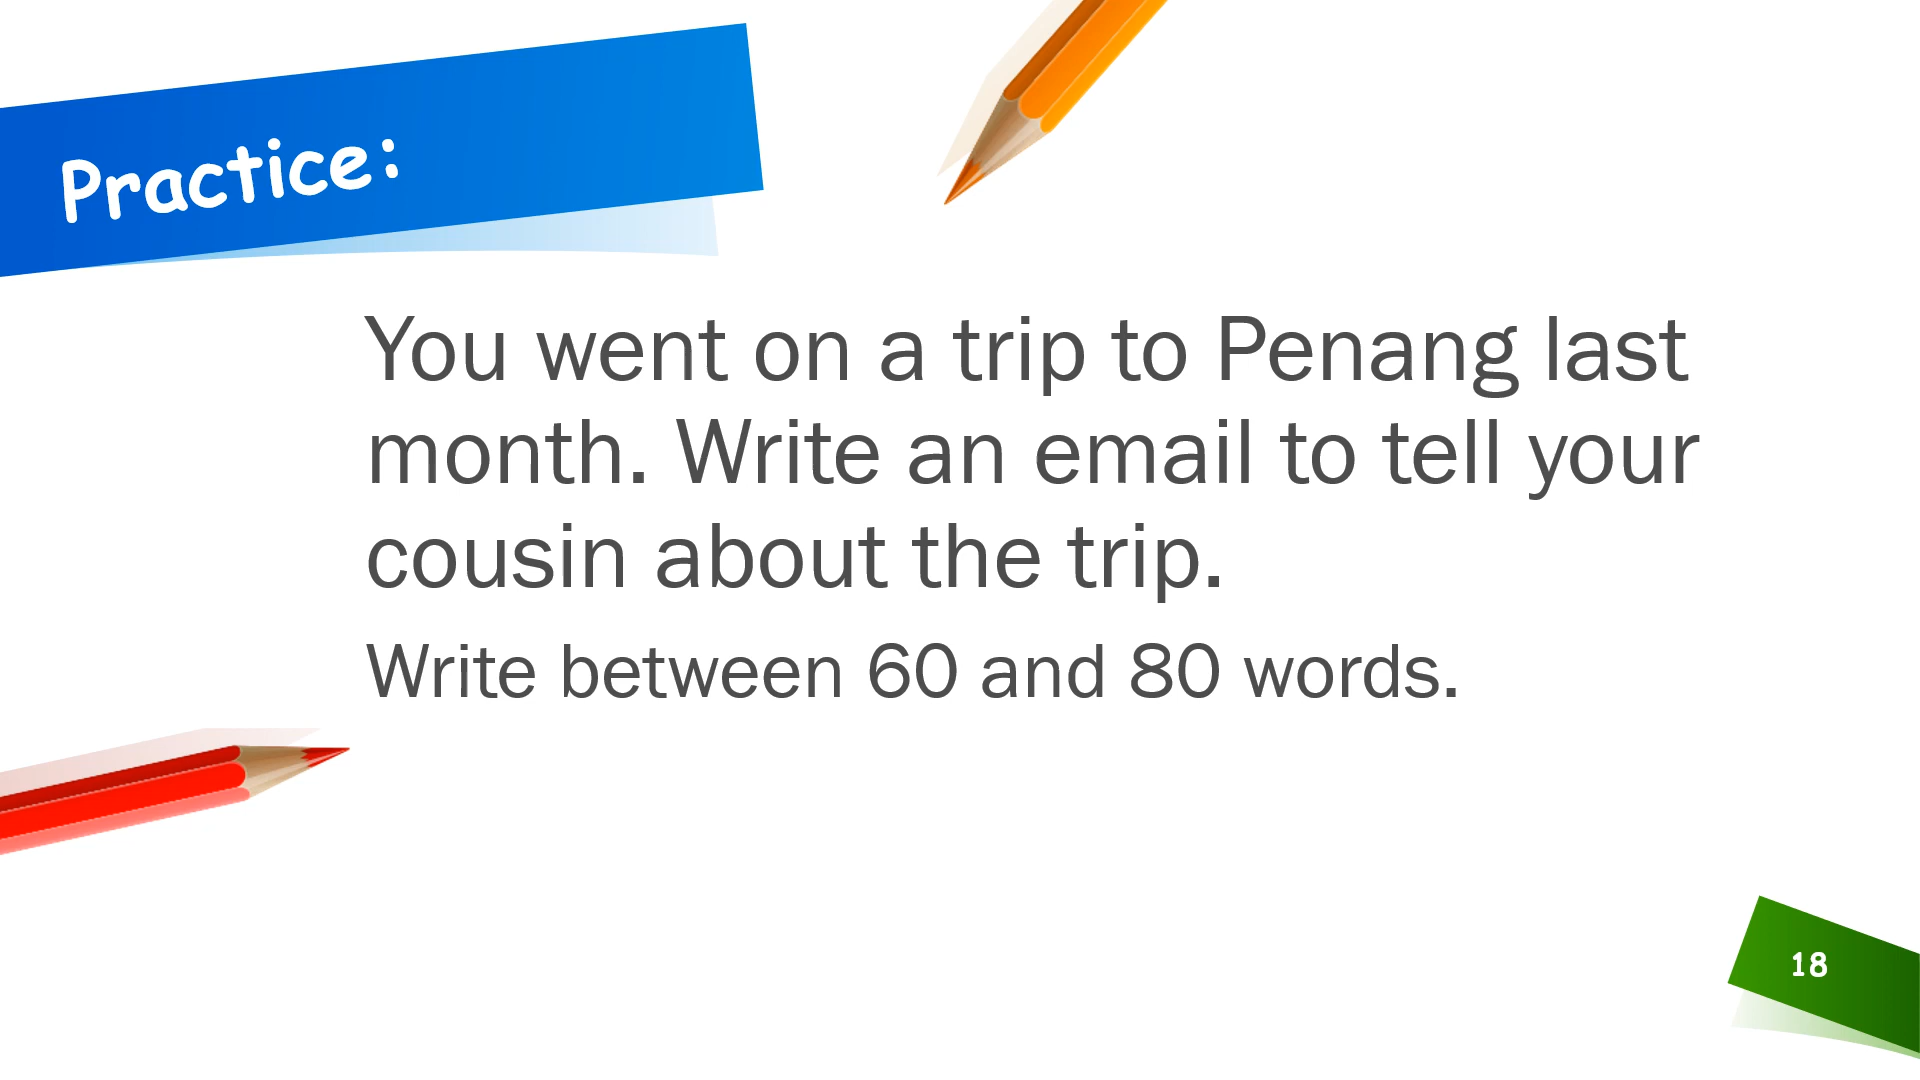 Practice:
You went on a trip to Penang last
month. Write an email to tell your
cousin about the trip.
Write between 60 and 80 words.
18